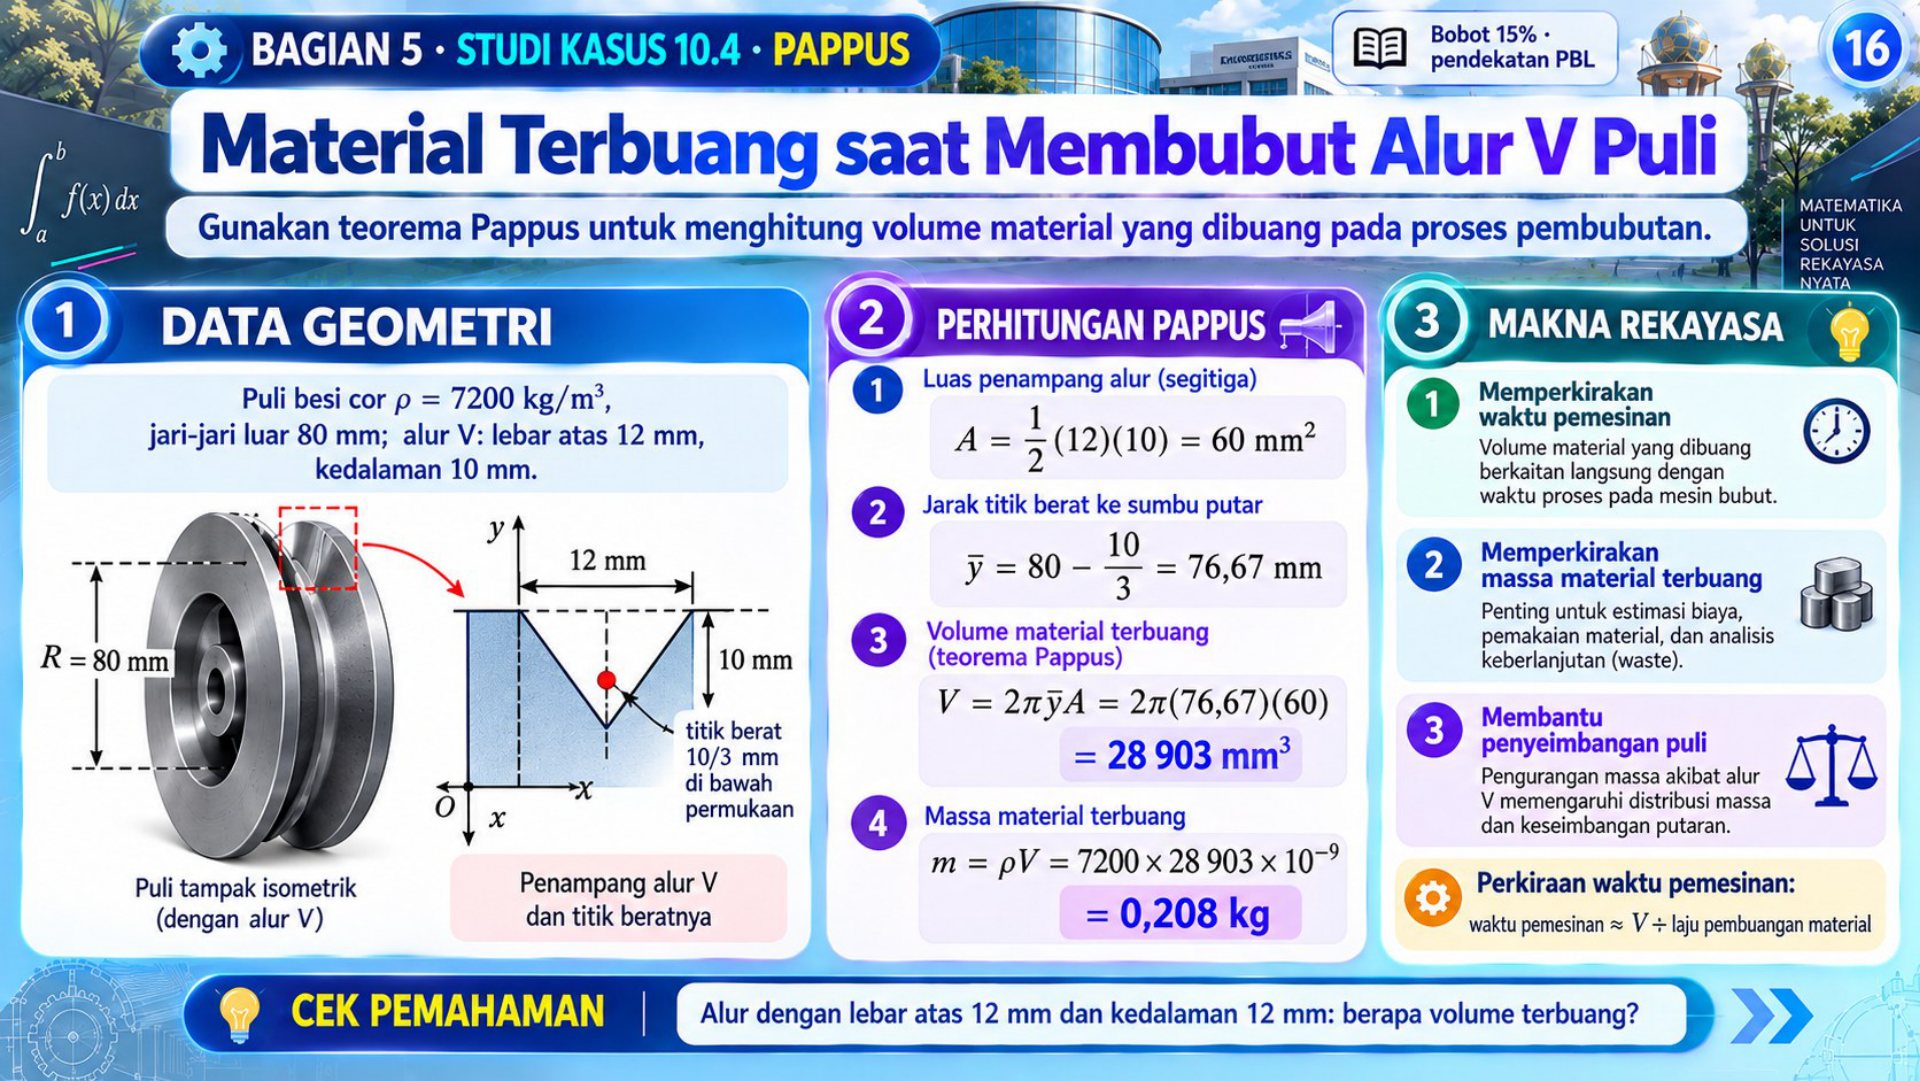 BAGIAN 5 · STUDI KASUS 10.4 · PAPPUS
Bobot 15% ·
pendekatan PBL
16
Material Terbuang saat Membubut Alur V Puli
Gunakan teorema Pappus untuk menghitung volume material yang dibuang pada proses pembubutan.
∫_a^b f(x) dx
MATEMATIKA
UNTUK
SOLUSI
REKAYASA
NYATA
1 DATA GEOMETRI
Puli besi cor ρ = 7200 kg/m³,
jari-jari luar 80 mm; alur V: lebar atas 12 mm,
kedalaman 10 mm.
R = 80 mm
y
12 mm
10 mm
titik berat
10/3 mm
di bawah
permukaan
O
x
x
Puli tampak isometrik
(dengan alur V)
Penampang alur V
dan titik beratnya
2 PERHITUNGAN PAPPUS
1 Luas penampang alur (segitiga)
A = 1/2 (12)(10) = 60 mm²
2 Jarak titik berat ke sumbu putar
ȳ = 80 − 10/3 = 76,67 mm
3 Volume material terbuang
(teorema Pappus)
V = 2πȳA = 2π(76,67)(60)
= 28 903 mm³
4 Massa material terbuang
m = ρV = 7200 × 28 903 × 10⁻⁹
= 0,208 kg
3 MAKNA REKAYASA
1 Memperkirakan
waktu pemesinan
Volume material yang dibuang
berkaitan langsung dengan
waktu proses pada mesin bubut.
2 Memperkirakan
massa material terbuang
Penting untuk estimasi biaya,
pemakaian material, dan analisis
keberlanjutan (waste).
3 Membantu
penyeimbangan puli
Pengurangan massa akibat alur
V memengaruhi distribusi massa
dan keseimbangan putaran.
Perkiraan waktu pemesinan:
waktu pemesinan ≈ V ÷ laju pembuangan material
CEK PEMAHAMAN
Alur dengan lebar atas 12 mm dan kedalaman 12 mm: berapa volume terbuang?